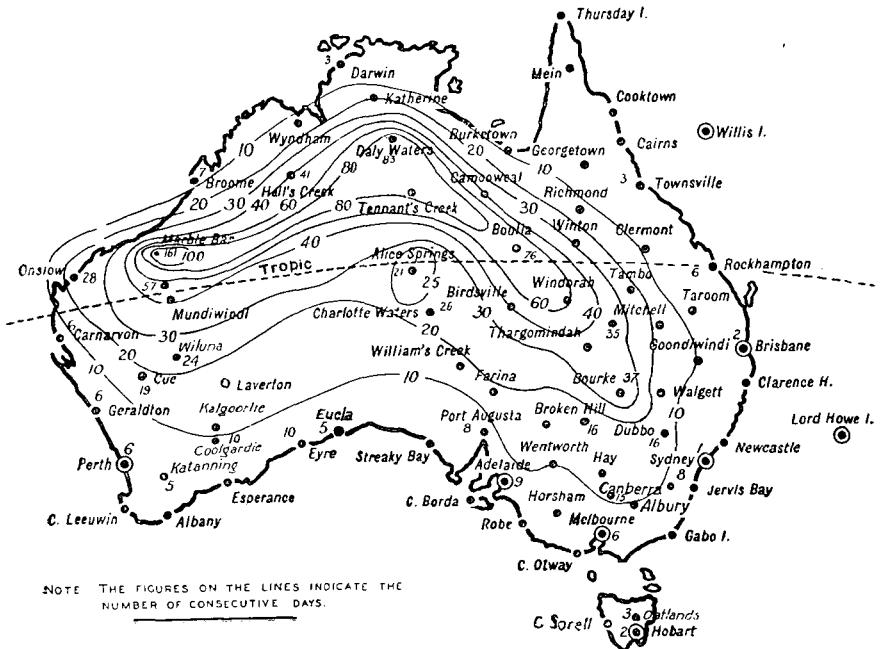 Thursday I.
3
Darwin
Mein
Katherine
Cooktown
Willis I.
Wyndham
Burketown
20
Cairns
10
Daly Waters
83
Georgetown
10
7
Broome
41
Hall's Creek
80
Camooweal
3
Townsville
20 30 40 60
80
Tennant's Creek
Richmond
30
Marble Bar
161 100
40
Boulia
76
Winton
Clermont
Onslow
28
Tropic
Alice Springs
21
25
6
Rockhampton
57
Mundiwindi
Birdsville
Windorah
60
Tambo
Taroom
Charlotte Waters
26
30
40
Mitchell
6
Carnarvon
30
20
Thargomindah
35
Goondiwindi
2
Brisbane
20
Wiluna
24
William's Creek
10
Cue
19
Laverton
10
Farina
Bourke
37
Walgett
Clarence H.
6
Geraldton
Kalgoorlie
Eucla
5
Port Augusta
8
Broken Hill
16
10
Dubbo
16
Lord Howe I.
10
Coolgardie
10
Eyre
Streaky Bay
Wentworth
Newcastle
6
Perth
Katanning
5
Adelaide
9
Hay
Sydney
8
Esperance
Canberra
15
Jervis Bay
C. Leeuwin
Albany
C. Borda
Horsham
Albury
Robe
Melbourne
6
Gabo I.
C. Otway
NOTE THE FIGURES ON THE LINES INDICATE THE
NUMBER OF CONSECUTIVE DAYS.
3
Oatlands
C Sorell
2
Hobart